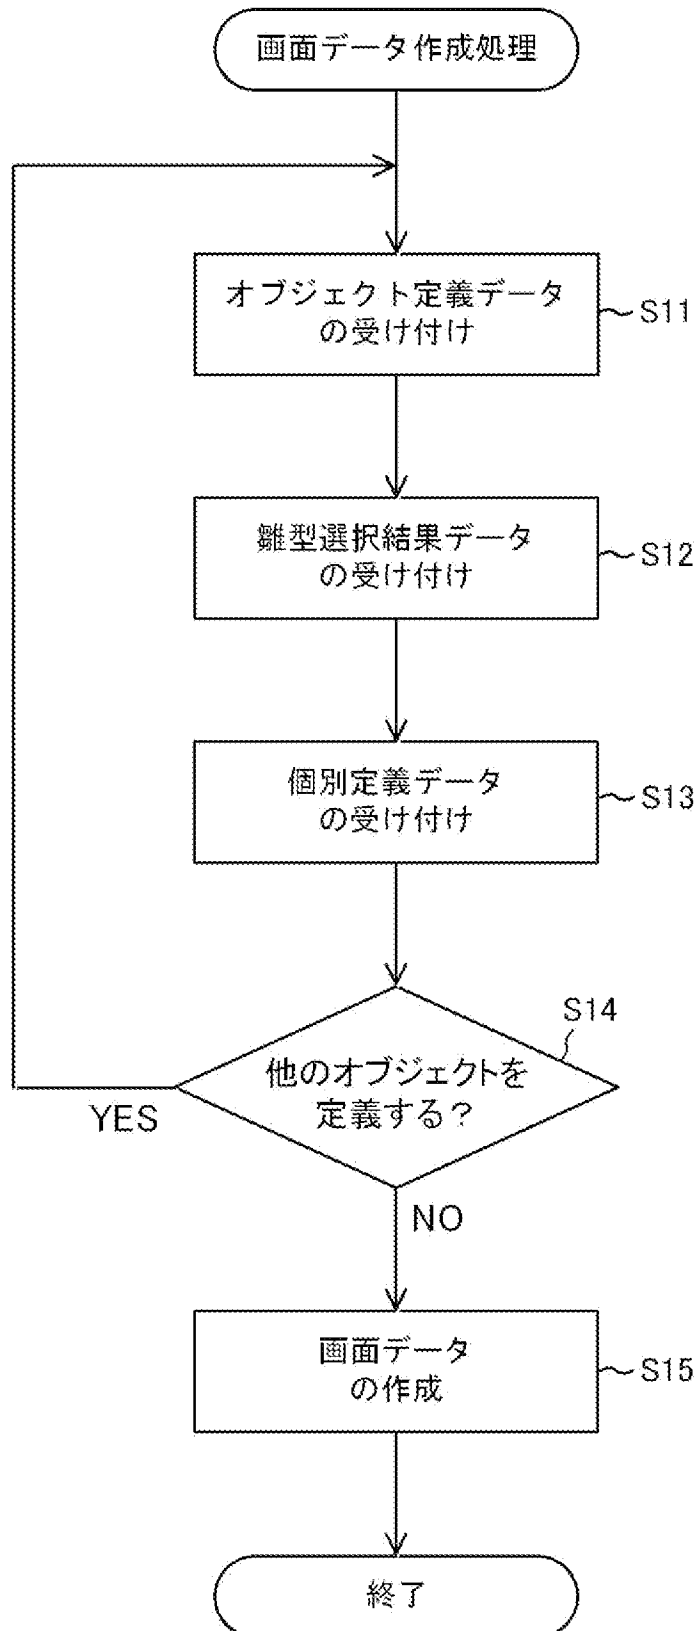 画面データ作成処理
オブジェクト定義データ
の受け付け
S11
雛型選択結果データ
の受け付け
S12
個別定義データ
の受け付け
S13
S14
他のオブジェクトを
定義する？
YES
NO
画面データ
の作成
S15
終了